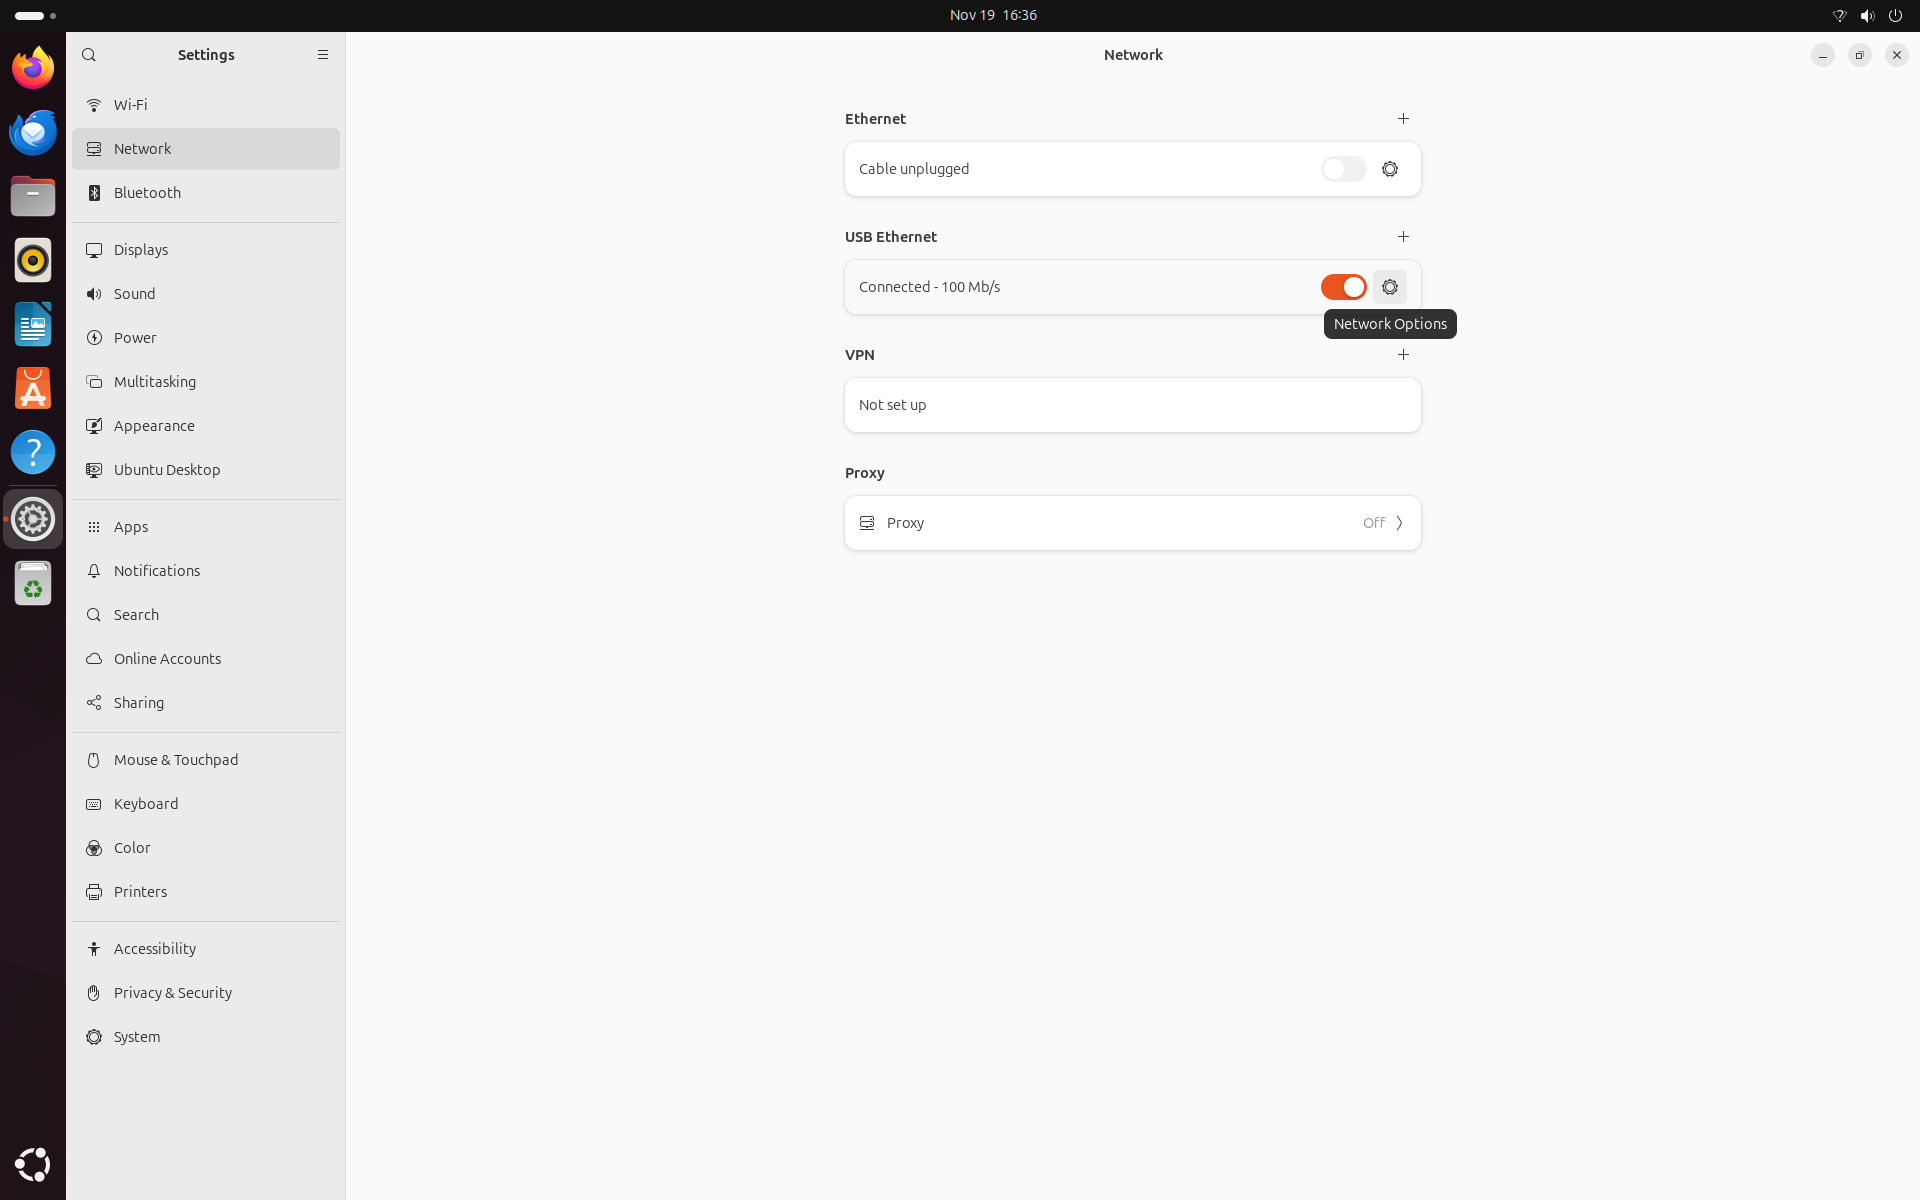 Nov 19 16:36
Settings
Network
Wi-Fi
Network
Bluetooth
Displays
Sound
Power
Multitasking
Appearance
Ubuntu Desktop
Apps
Notifications
Search
Online Accounts
Sharing
Mouse & Touchpad
Keyboard
Color
Printers
Accessibility
Privacy & Security
System
Ethernet
Cable unplugged
USB Ethernet
Connected - 100 Mb/s
Network Options
VPN
Not set up
Proxy
Proxy Off